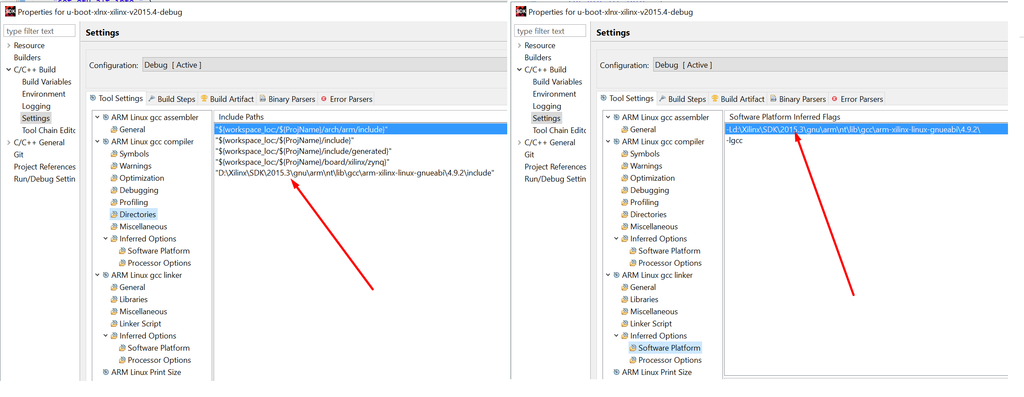 Properties for u-boot-xlnx-xilinx-v2015.4-debug
type filter text
Settings
Resource
Builders
C/C++ Build
Build Variables
Environment
Logging
Settings
Tool Chain Editc
C/C++ General
Git
Project References
Run/Debug Settin
Configuration: Debug [ Active ]
Tool Settings Build Steps Build Artifact Binary Parsers Error Parsers
ARM Linux gcc assembler
General
ARM Linux gcc compiler
Symbols
Warnings
Optimization
Debugging
Profiling
Directories
Miscellaneous
Inferred Options
Software Platform
Processor Options
ARM Linux gcc linker
General
Libraries
Miscellaneous
Linker Script
Inferred Options
Software Platform
Processor Options
ARM Linux Print Size
Include Paths
"${workspace_loc:/${ProjName}/arch/arm/include}"
"${workspace_loc:/${ProjName}/include}"
"${workspace_loc:/${ProjName}/include/generated}"
"${workspace_loc:/${ProjName}/board/xilinx/zynq}"
"D:\Xilinx\SDK\2015.3\gnu\arm\nt\lib\gcc\arm-xilinx-linux-gnueabi\4.9.2\include"
Properties for u-boot-xlnx-xilinx-v2015.4-debug
type filter text
Settings
Resource
Builders
C/C++ Build
Build Variables
Environment
Logging
Settings
Tool Chain Editc
C/C++ General
Git
Project References
Run/Debug Settin
Configuration: Debug [ Active ]
Tool Settings Build Steps Build Artifact Binary Parsers Error Parsers
ARM Linux gcc assembler
General
ARM Linux gcc compiler
Symbols
Warnings
Optimization
Debugging
Profiling
Directories
Miscellaneous
Inferred Options
Software Platform
Processor Options
ARM Linux gcc linker
General
Libraries
Miscellaneous
Linker Script
Inferred Options
Software Platform
Processor Options
ARM Linux Print Size
Software Platform Inferred Flags
-Ld:\Xilinx\SDK\2015.3\gnu\arm\nt\lib\gcc\arm-xilinx-linux-gnueabi\4.9.2\
-lgcc